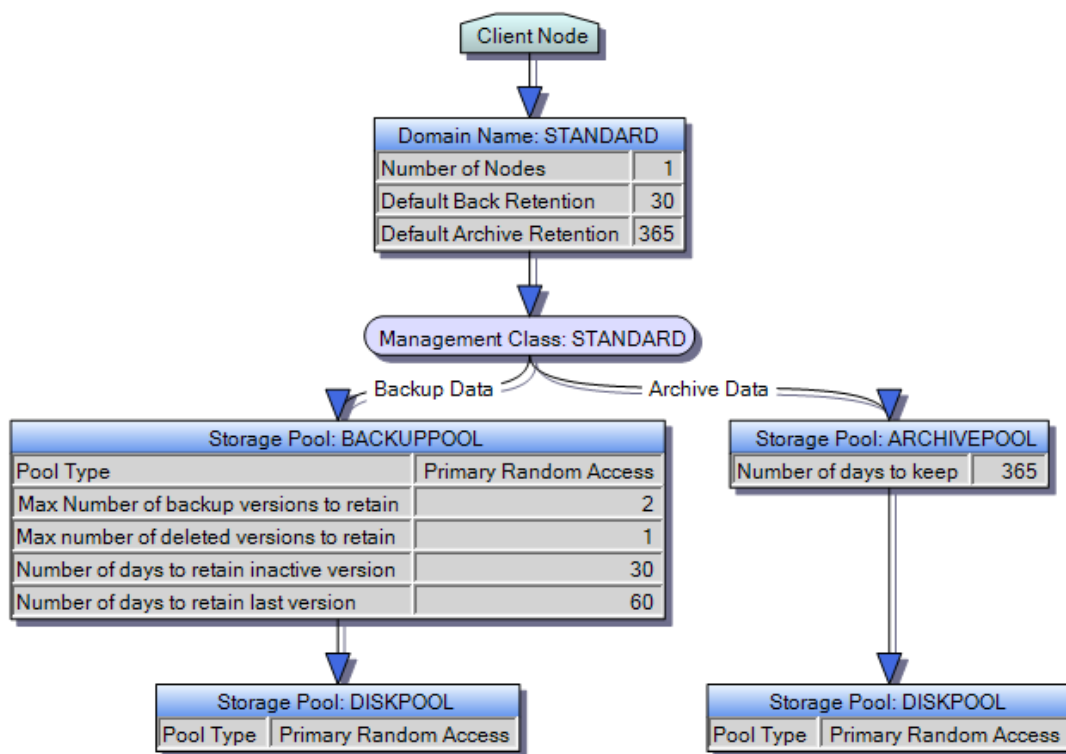 Client Node
Domain Name: STANDARD
Number of Nodes 1
Default Back Retention 30
Default Archive Retention 365
Management Class: STANDARD
Backup Data Archive Data
Storage Pool: BACKUPPOOL
Pool Type Primary Random Access
Max Number of backup versions to retain 2
Max number of deleted versions to retain 1
Number of days to retain inactive version 30
Number of days to retain last version 60
Storage Pool: ARCHIVEPOOL
Number of days to keep 365
Storage Pool: DISKPOOL
Pool Type Primary Random Access
Storage Pool: DISKPOOL
Pool Type Primary Random Access